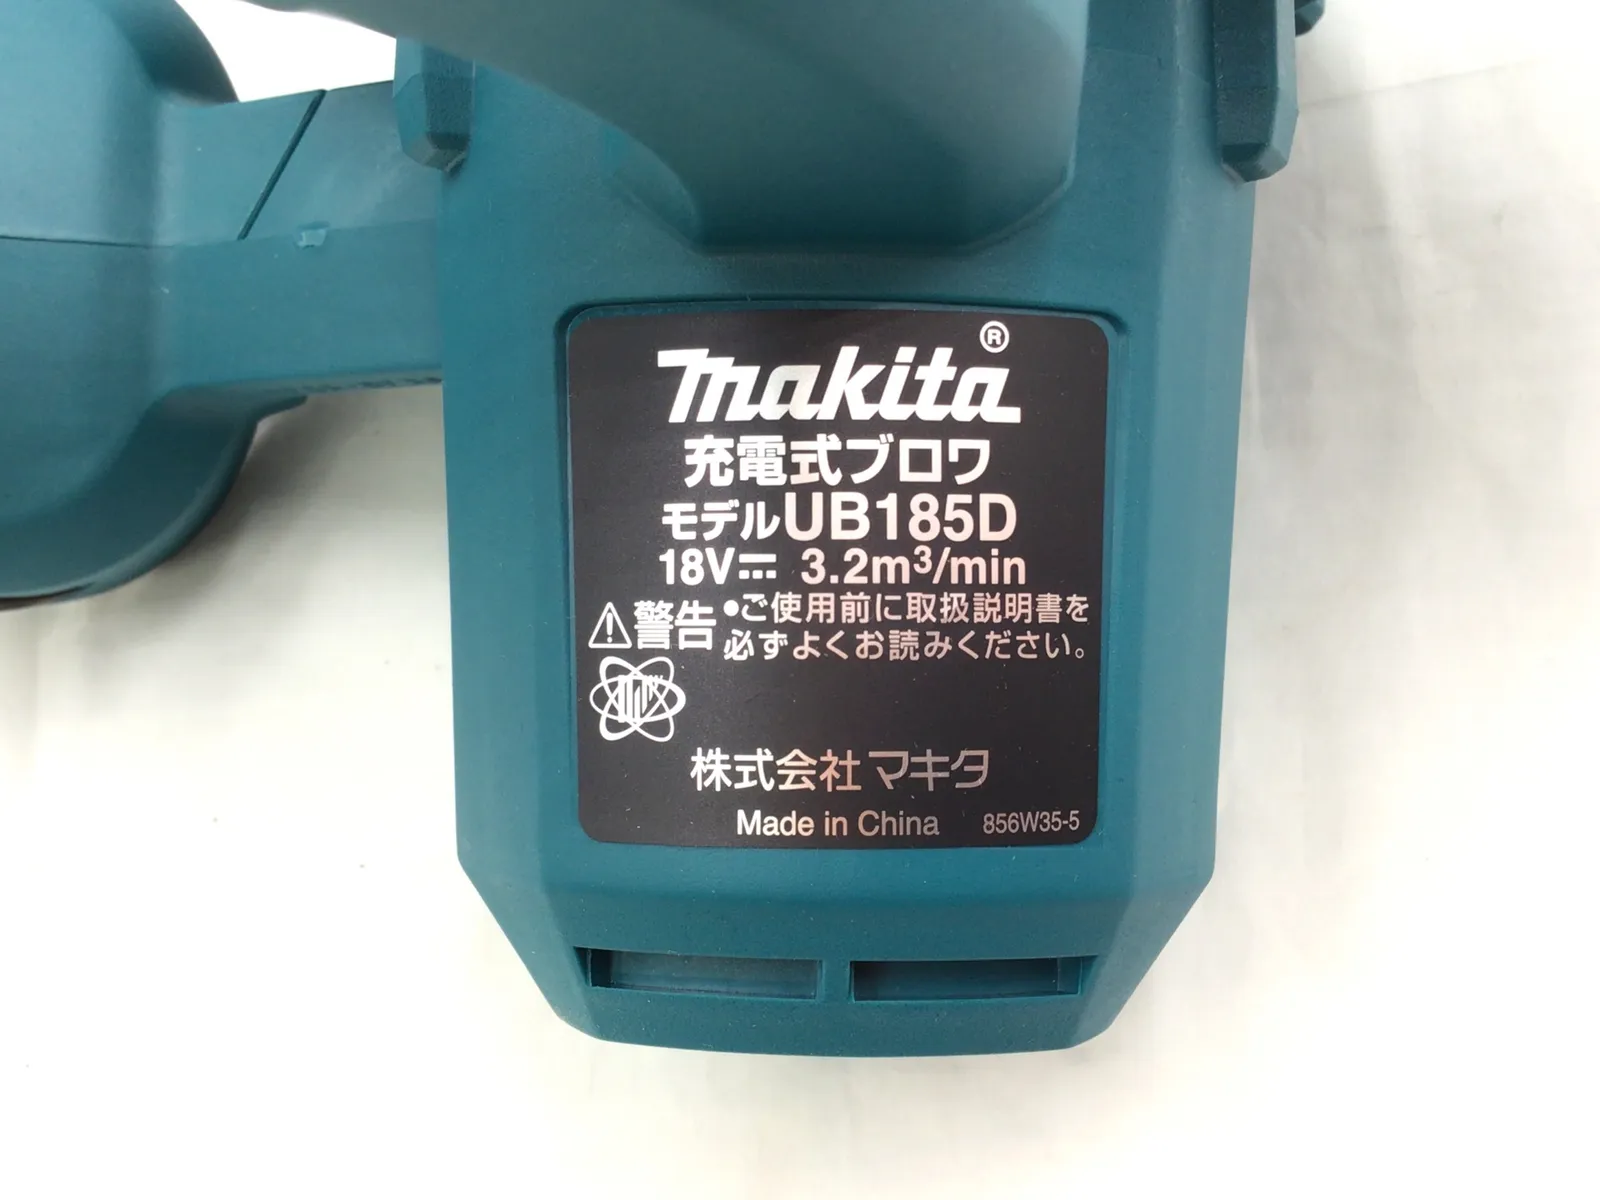 makita®
充電式ブロワ
モデルUB185D
18V⎓ 3.2m³/min
⚠警告 •ご使用前に取扱説明書を
必ずよくお読みください。
株式会社マキタ
Made in China 856W35-5